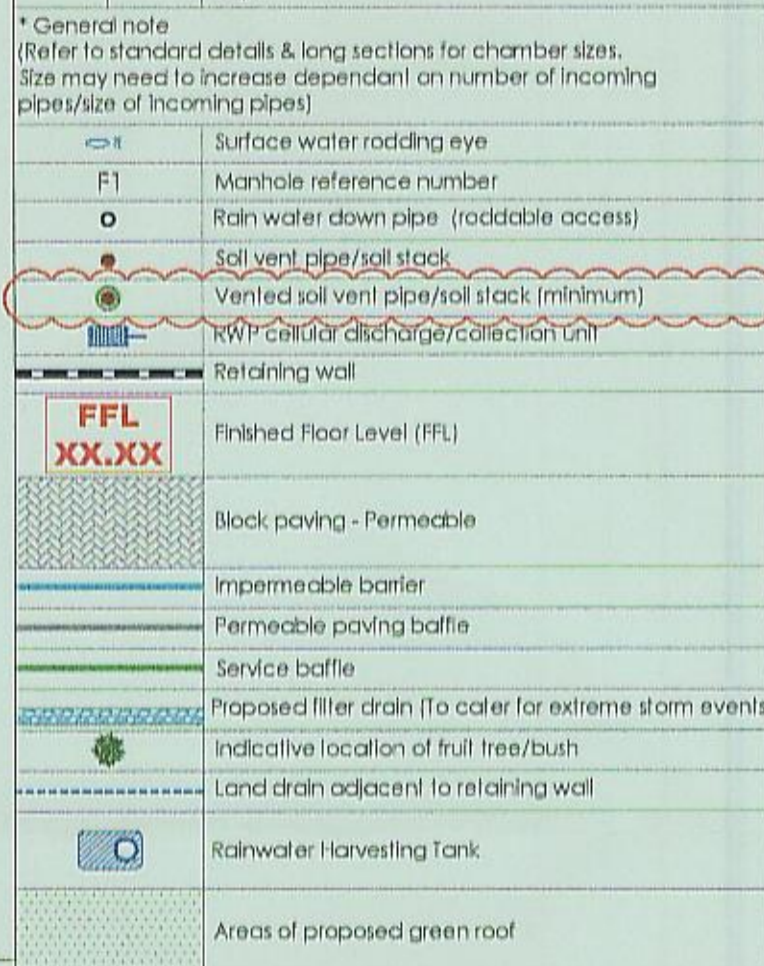 * General note
(Refer to standard details & long sections for chamber sizes.
Size may need to increase dependant on number of incoming
pipes/size of incoming pipes)
Surface water rodding eye
F1 Manhole reference number
Rain water down pipe (roddable access)
Soil vent pipe/soil stack
Vented soil vent pipe/soil stack (minimum)
RWP cellular discharge/collection unit
Retaining wall
FFL
XX.XX
Finished Floor Level (FFL)
Block paving - Permeable
Impermeable barrier
Permeable paving baffle
Service baffle
Proposed filter drain (To cater for extreme storm events
Indicative location of fruit tree/bush
Land drain adjacent to retaining wall
Rainwater Harvesting Tank
Areas of proposed green roof